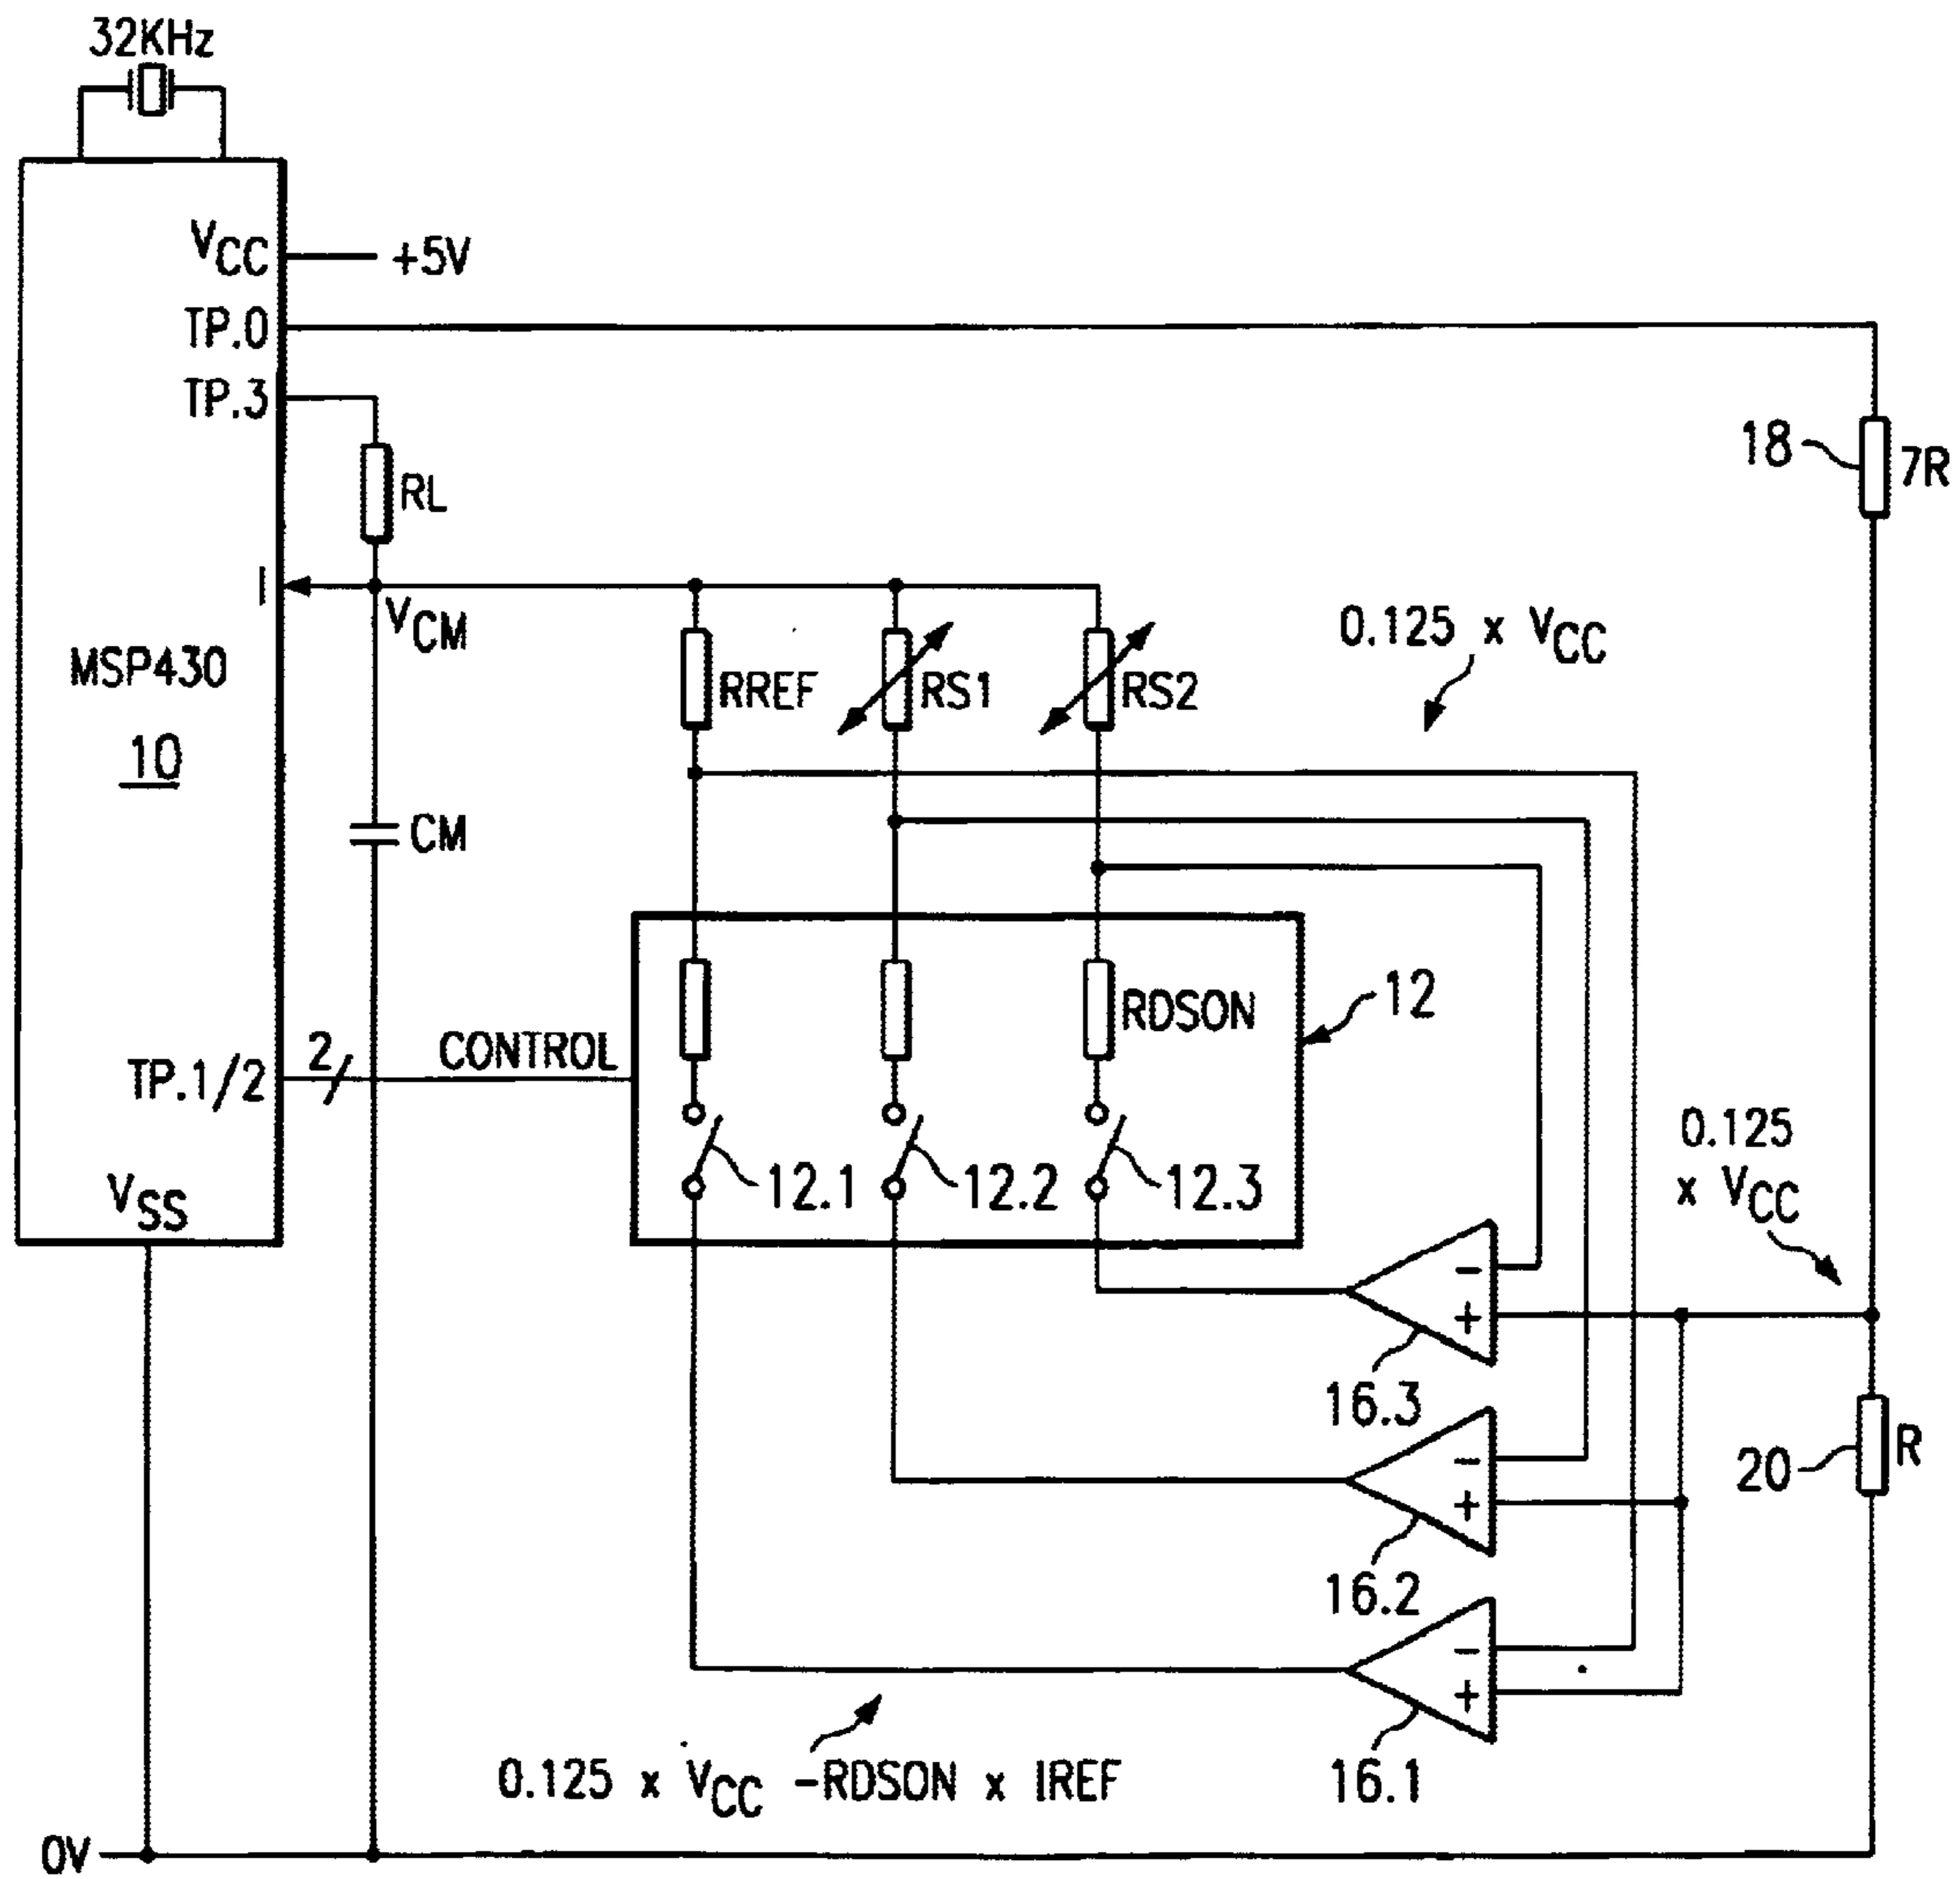 32KHz
VCC
+5V
TP.0
TP.3
RL
18
7R
I
VCM
MSP430
10
RREF
RS1
RS2
0.125 x VCC
CM
RDSON
12
TP.1/2
2
CONTROL
12.1
12.2
12.3
0.125
x VCC
VSS
-
+
16.3
-
+
16.2
20
R
-
+
16.1
0.125 x VCC -RDSON x IREF
0V